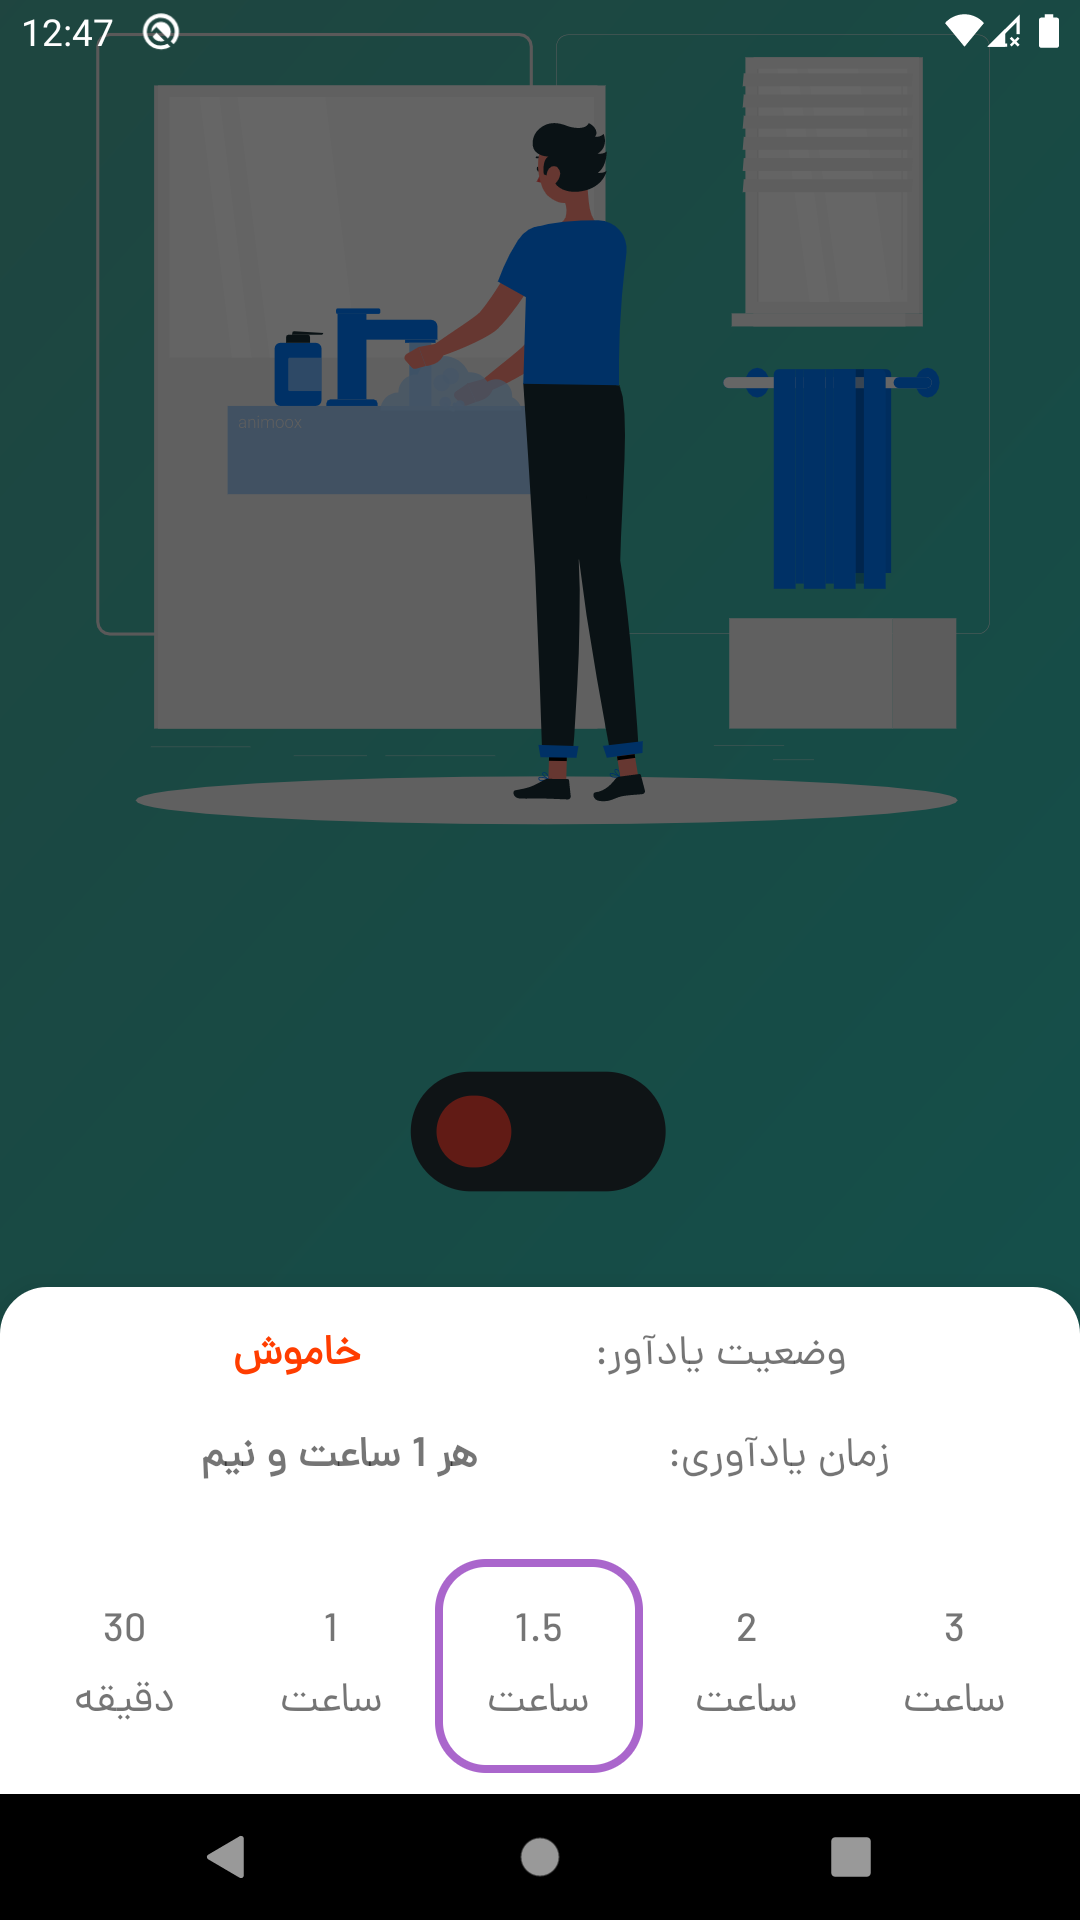 12:47
animoox
وضعیت یادآور: خاموش
زمان یادآوری: هر 1 ساعت و نیم
30 1 1.5 2 3
دقیقه ساعت ساعت ساعت ساعت